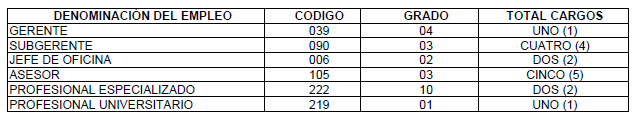 DENOMINACIÓN DEL EMPLEO CODIGO GRADO TOTAL CARGOS
GERENTE 039 04 UNO (1)
SUBGERENTE 090 03 CUATRO (4)
JEFE DE OFICINA 006 02 DOS (2)
ASESOR 105 03 CINCO (5)
PROFESIONAL ESPECIALIZADO 222 10 DOS (2)
PROFESIONAL UNIVERSITARIO 219 01 UNO (1)